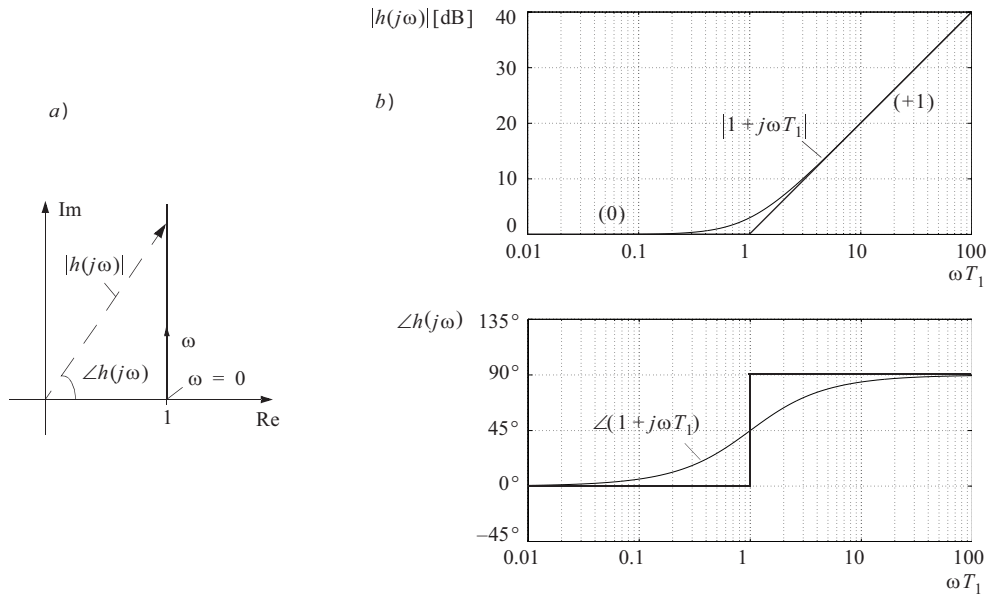 a)
Im
|h(jω)|
∠h(jω)
ω
ω = 0
1
Re
b)
|h(jω)| [dB]
40
30
20
10
0
(0)
|1 + jωT₁|
(+1)
0.01
0.1
1
10
100
ωT₁
∠h(jω)
135°
90°
45°
0°
–45°
∠(1 + jωT₁)
0.01
0.1
1
10
100
ωT₁